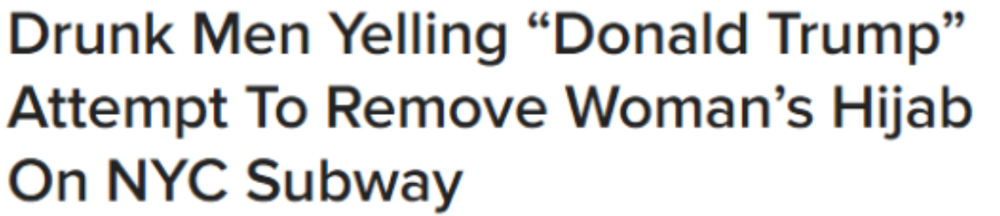 Drunk Men Yelling “Donald Trump”
Attempt To Remove Woman’s Hijab
On NYC Subway